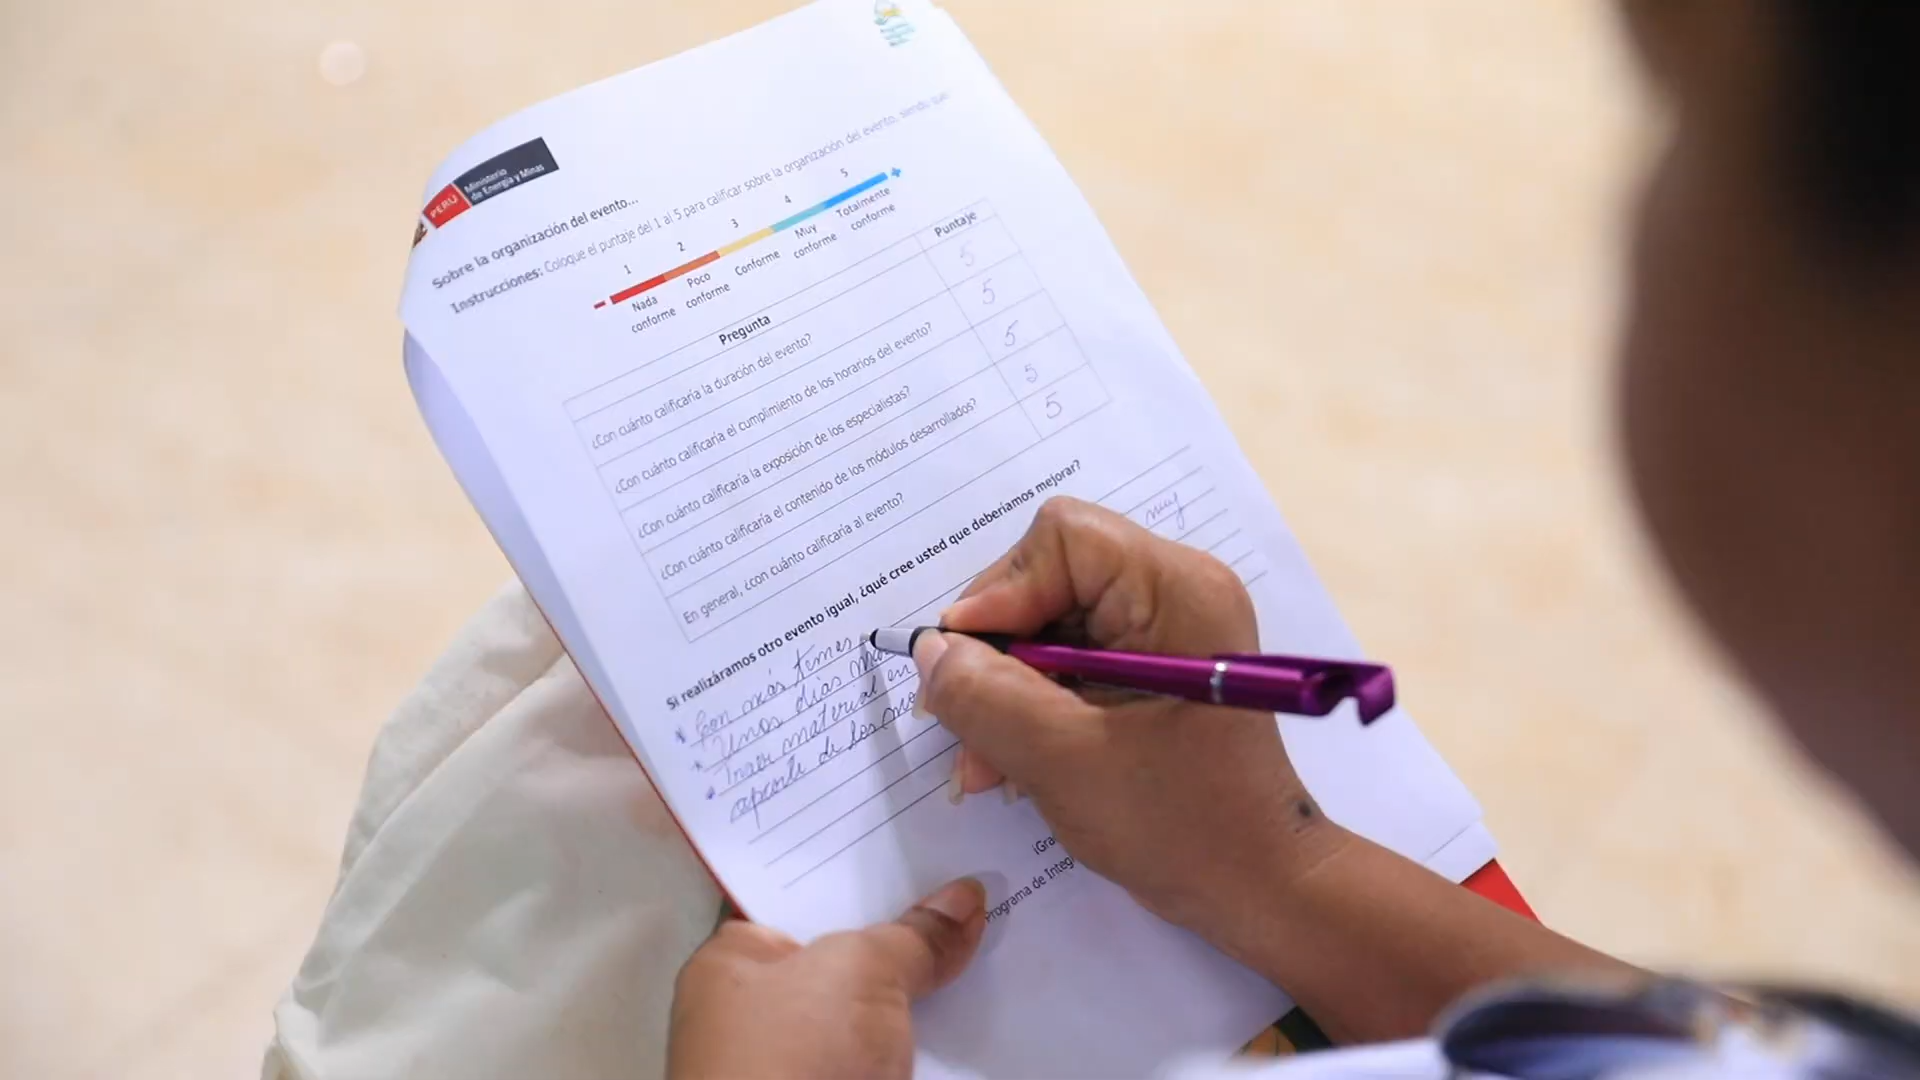 PERÚ
Ministerio
de Energía y Minas
Sobre la organización del evento...
Instrucciones: Coloque el puntaje del 1 al 5 para calificar sobre la organización del evento, siendo que
1 2 3 4 5
Nada conforme
Poco conforme
Conforme
Muy conforme
Totalmente conforme
Pregunta Puntaje
¿Con cuánto calificaría la duración del evento? 5
¿Con cuánto calificaría el cumplimiento de los horarios del evento? 5
¿Con cuánto calificaría la exposición de los especialistas? 5
¿Con cuánto calificaría el contenido de los módulos desarrollados? 5
En general, ¿con cuánto calificaría al evento? 5
Si realizáramos otro evento igual, ¿qué cree usted que deberíamos mejorar?
* Con más temas muy
* Unos días
* Traer material en
aporte de los
Programa de